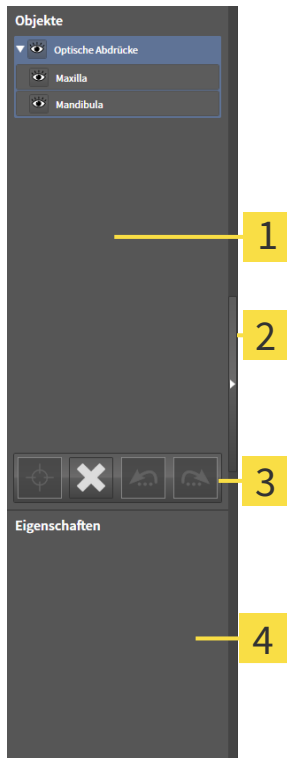 Objekte
Optische Abdrücke
Maxilla
Mandibula
1
2
3
Eigenschaften
4